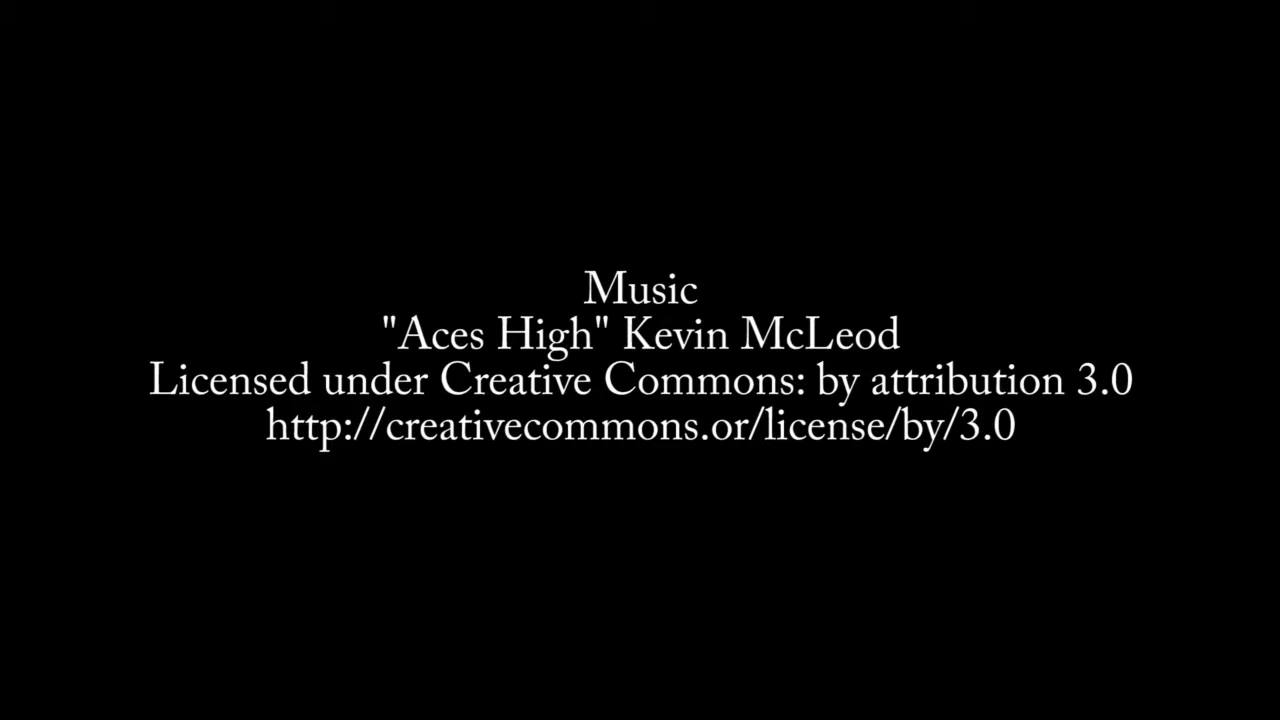 Music
"Aces High" Kevin McLeod
Licensed under Creative Commons: by attribution 3.0
http://creativecommons.or/license/by/3.0